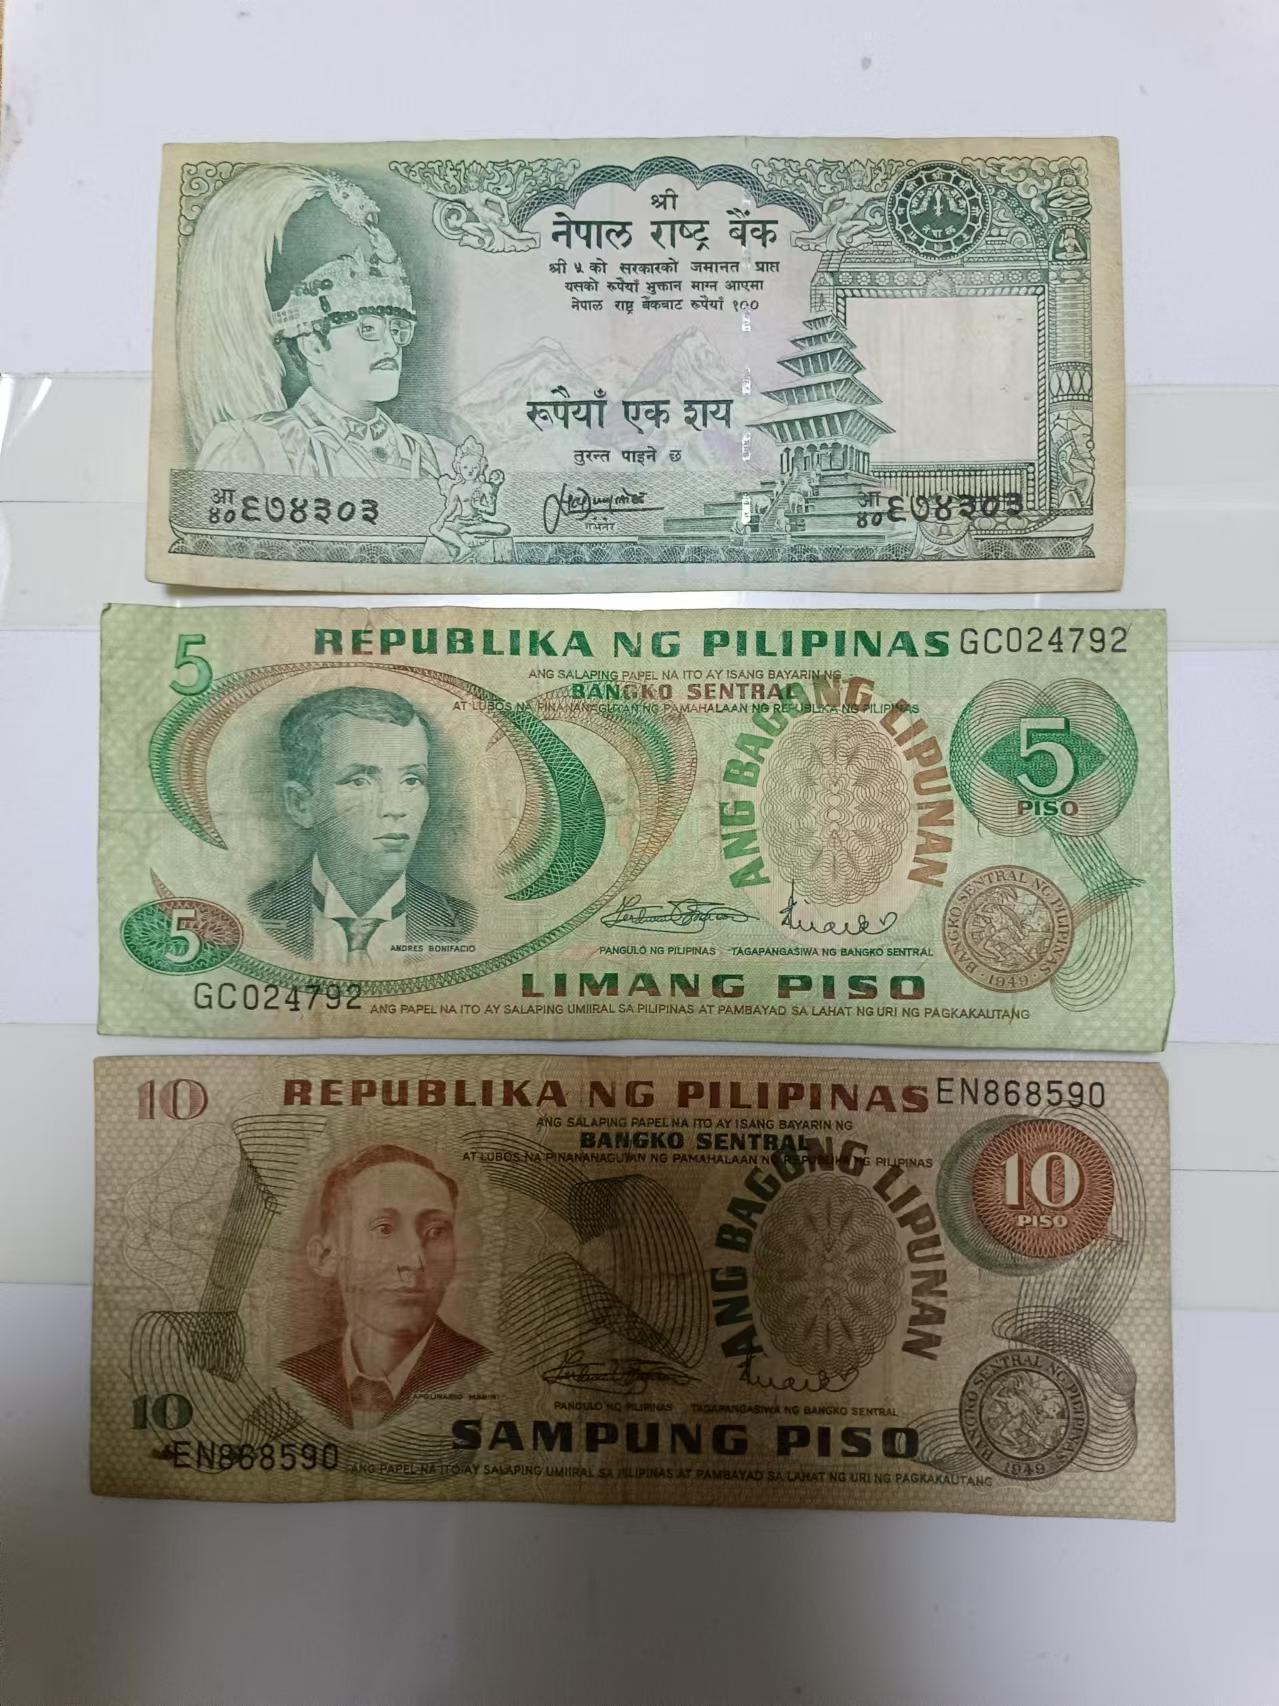 श्री
नेपाल राष्ट्र बैंक
श्री ५ को सरकारको जमानत प्राप्त
यसको रूपैयाँ भुक्तान माग्न आएमा
नेपाल राष्ट्र बैंकबाट रूपैयाँ १००
रूपैयाँ एक शय
तुरन्त पाइने छ
गभर्नर
आ ४० ६७४३०३
आ ४० ६७४३०३
5
REPUBLIKA NG PILIPINAS GC024792
ANG SALAPING PAPEL NA ITO AY ISANG BAYARIN NG
BANGKO SENTRAL
AT LUBOS NA PINANANAGUTAN NG PAMAHALAAN NG REPUBLIKA NG PILIPINAS
ANG BAGONG LIPUNAN
5
PISO
5
ANDRES BONIFACIO
PANGULO NG PILIPINAS TAGAPANGASIWA NG BANGKO SENTRAL
BANGKO SENTRAL NG PILIPINAS
1949
GC024792
LIMANG PISO
ANG PAPEL NA ITO AY SALAPING UMIIRAL SA PILIPINAS AT PAMBAYAD SA LAHAT NG URI NG PAGKAKAUTANG
10
REPUBLIKA NG PILIPINAS EN868590
ANG SALAPING PAPEL NA ITO AY ISANG BAYARIN NG
BANGKO SENTRAL
AT LUBOS NA PINANANAGUTAN NG PAMAHALAAN NG REPUBLIKA NG PILIPINAS
ANG BAGONG LIPUNAN
10
PISO
APOLINARIO MABINI
PANGULO NG PILIPINAS TAGAPANGASIWA NG BANGKO SENTRAL
BANGKO SENTRAL NG PILIPINAS
1949
10
EN868590
SAMPUNG PISO
ANG PAPEL NA ITO AY SALAPING UMIIRAL SA PILIPINAS AT PAMBAYAD SA LAHAT NG URI NG PAGKAKAUTANG